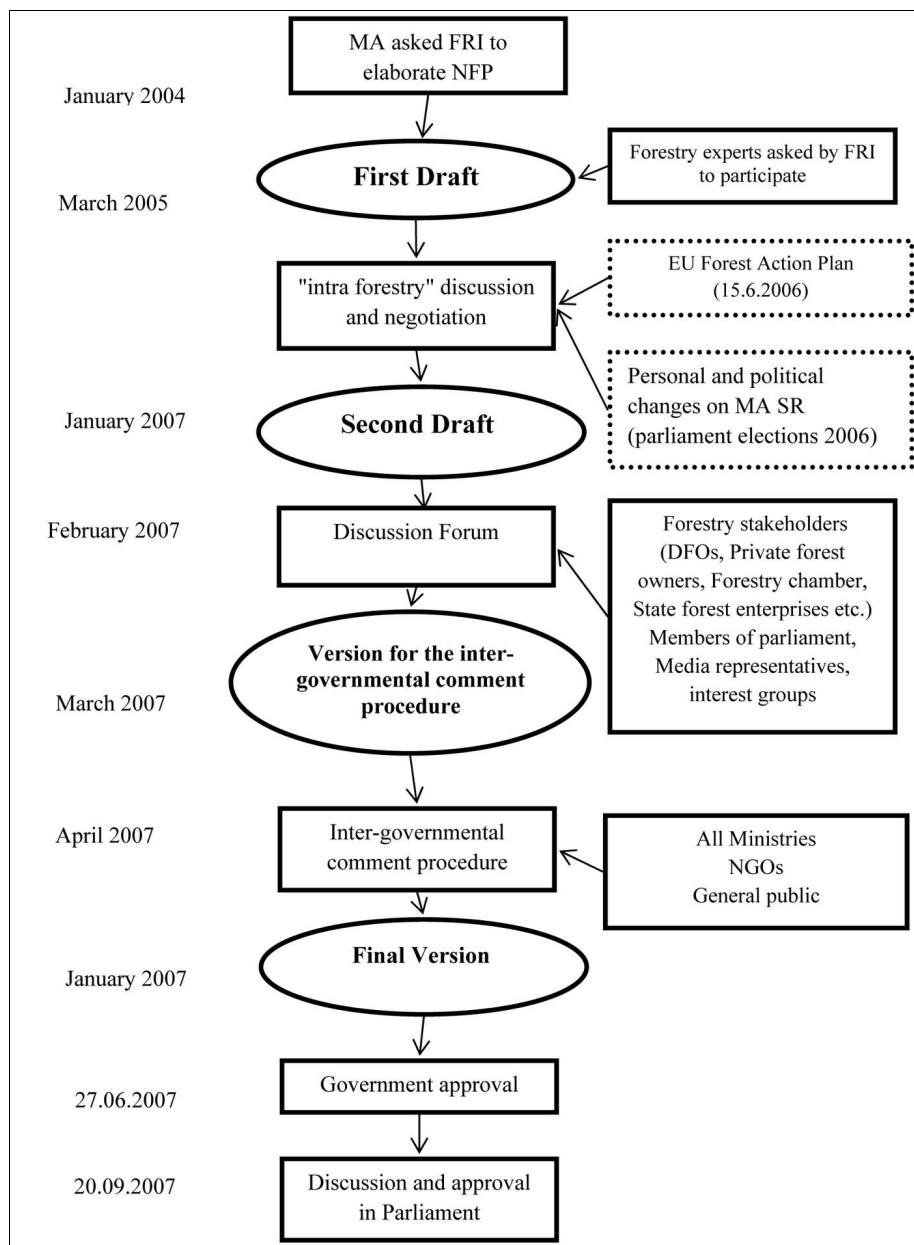 MA asked FRI to
elaborate NFP
January 2004
First Draft
Forestry experts asked by FRI
to participate
March 2005
"intra forestry" discussion
and negotiation
EU Forest Action Plan
(15.6.2006)
Personal and political
changes on MA SR
(parliament elections 2006)
January 2007
Second Draft
February 2007
Discussion Forum
Forestry stakeholders
(DFOs, Private forest
owners, Forestry chamber,
State forest enterprises etc.)
Members of parliament,
Media representatives,
interest groups
Version for the inter-
governmental comment
procedure
March 2007
April 2007
Inter-governmental
comment procedure
All Ministries
NGOs
General public
Final Version
January 2007
Government approval
27.06.2007
20.09.2007
Discussion and approval
in Parliament